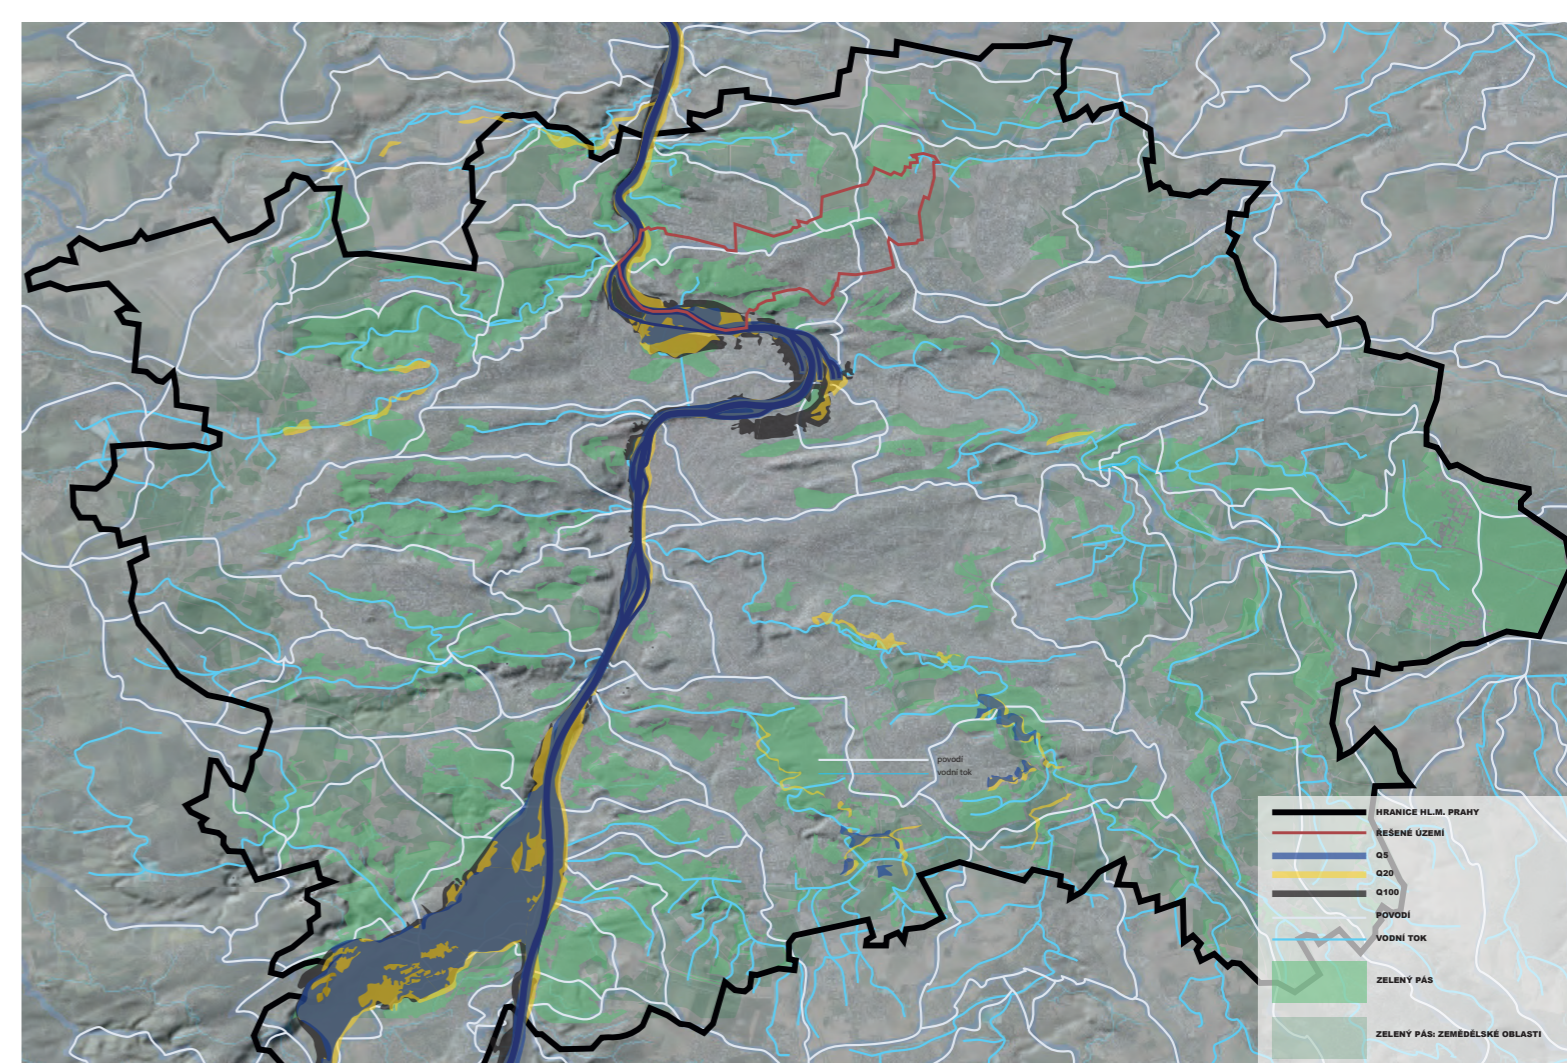 povodí
vodní tok
HRANICE HL.M. PRAHY
ŘEŠENÉ ÚZEMÍ
Q5
Q20
Q100
POVODÍ
VODNÍ TOK
ZELENÝ PÁS
ZELENÝ PÁS: ZEMĚDĚLSKÉ OBLASTI